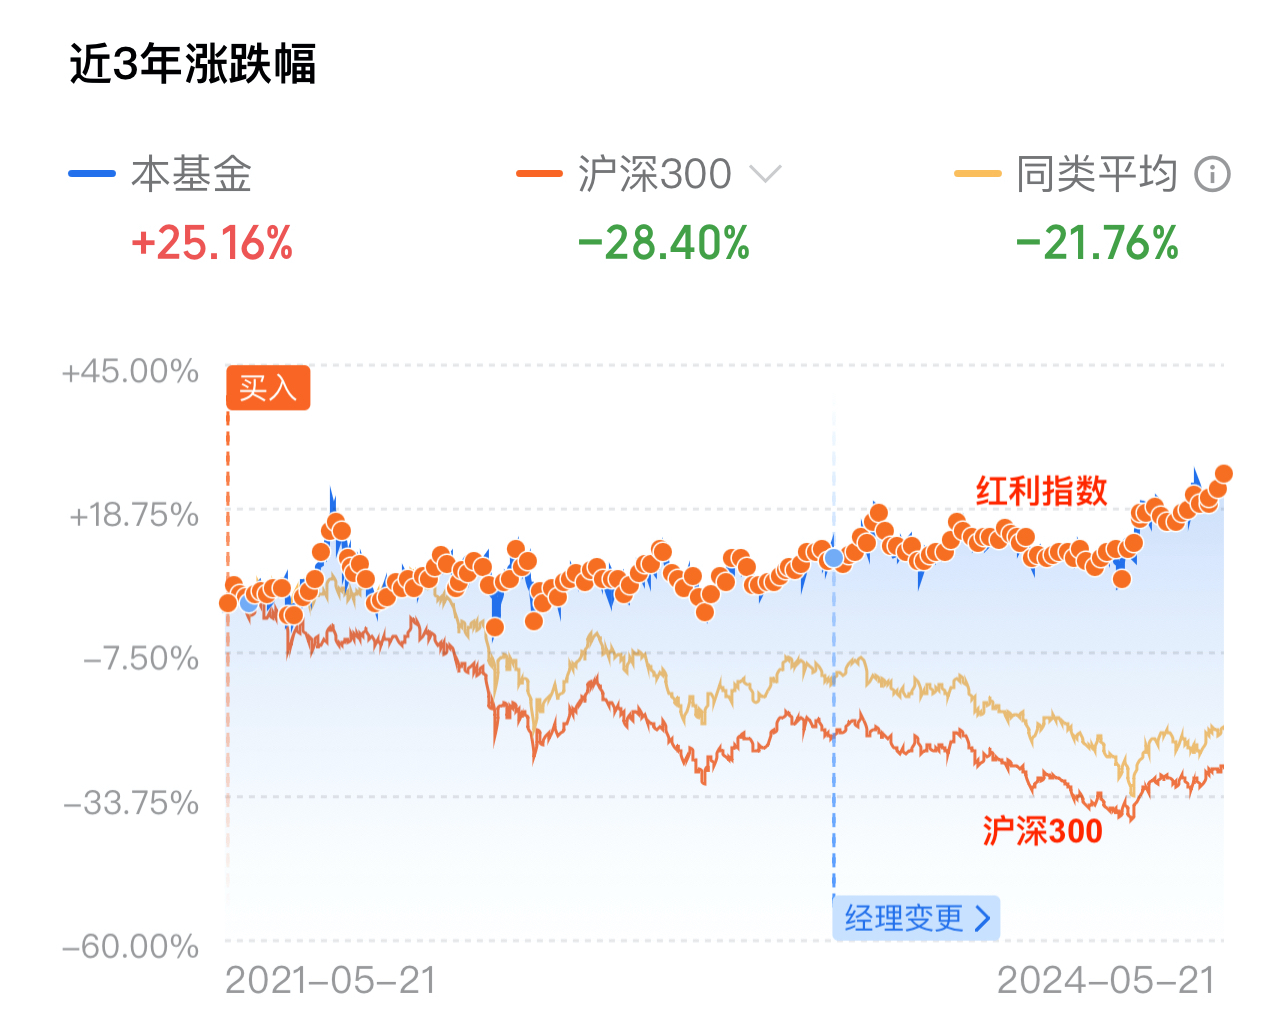 近3年涨跌幅
本基金 沪深300 同类平均
+25.16% -28.40% -21.76%
+45.00%
买入
红利指数
+18.75%
-7.50%
-33.75%
沪深300
经理变更
-60.00%
2021-05-21 2024-05-21